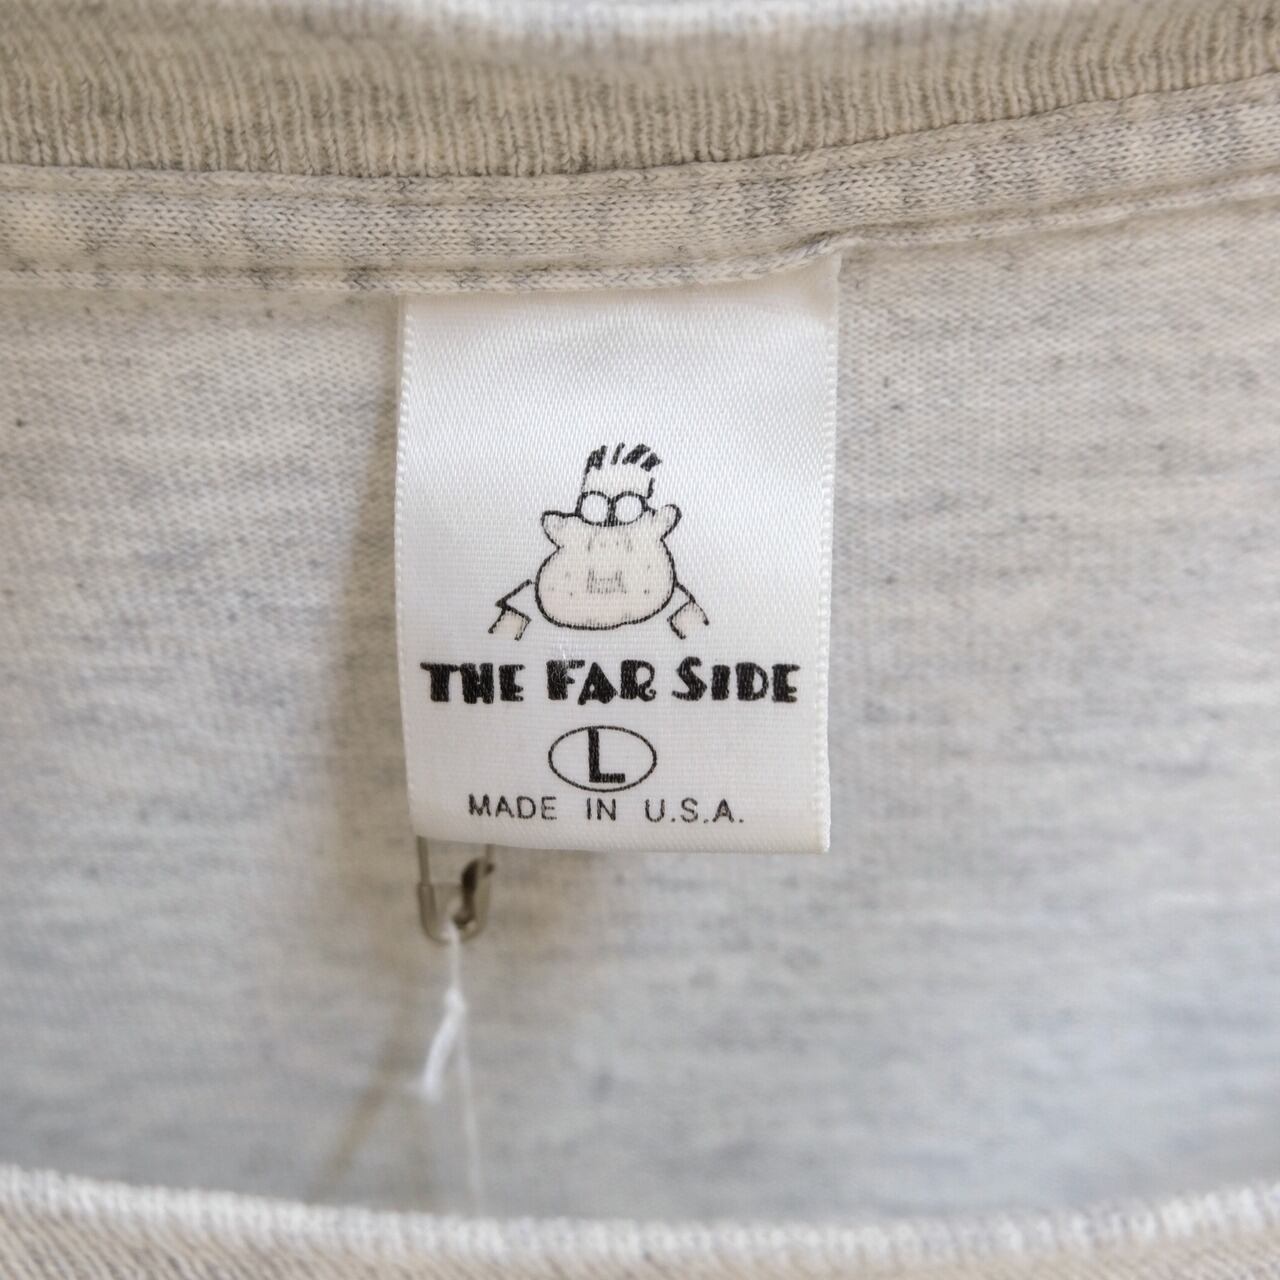 THE FAR SIDE
L
MADE IN U.S.A.